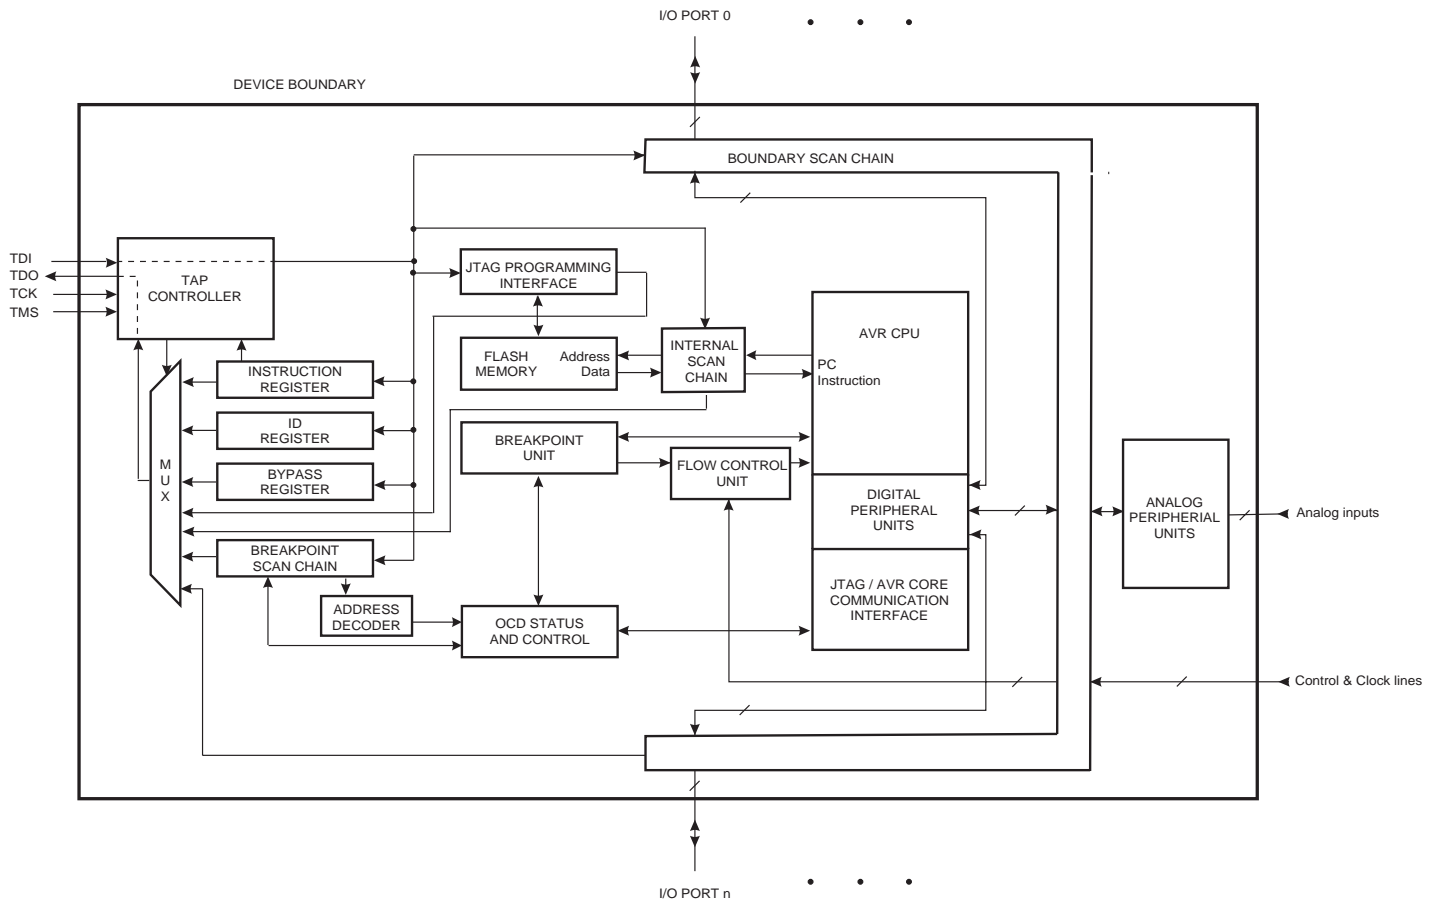 I/O PORT 0
DEVICE BOUNDARY
BOUNDARY SCAN CHAIN
TDI
TDO
TCK
TMS
TAP
CONTROLLER
JTAG PROGRAMMING
INTERFACE
AVR CPU
FLASH
MEMORY
Address
Data
INTERNAL
SCAN
CHAIN
PC
Instruction
INSTRUCTION
REGISTER
ID
REGISTER
M
U
X
BYPASS
REGISTER
BREAKPOINT
UNIT
FLOW CONTROL
UNIT
DIGITAL
PERIPHERAL
UNITS
ANALOG
PERIPHERIAL
UNITS
Analog inputs
BREAKPOINT
SCAN CHAIN
ADDRESS
DECODER
OCD STATUS
AND CONTROL
JTAG / AVR CORE
COMMUNICATION
INTERFACE
Control & Clock lines
I/O PORT n